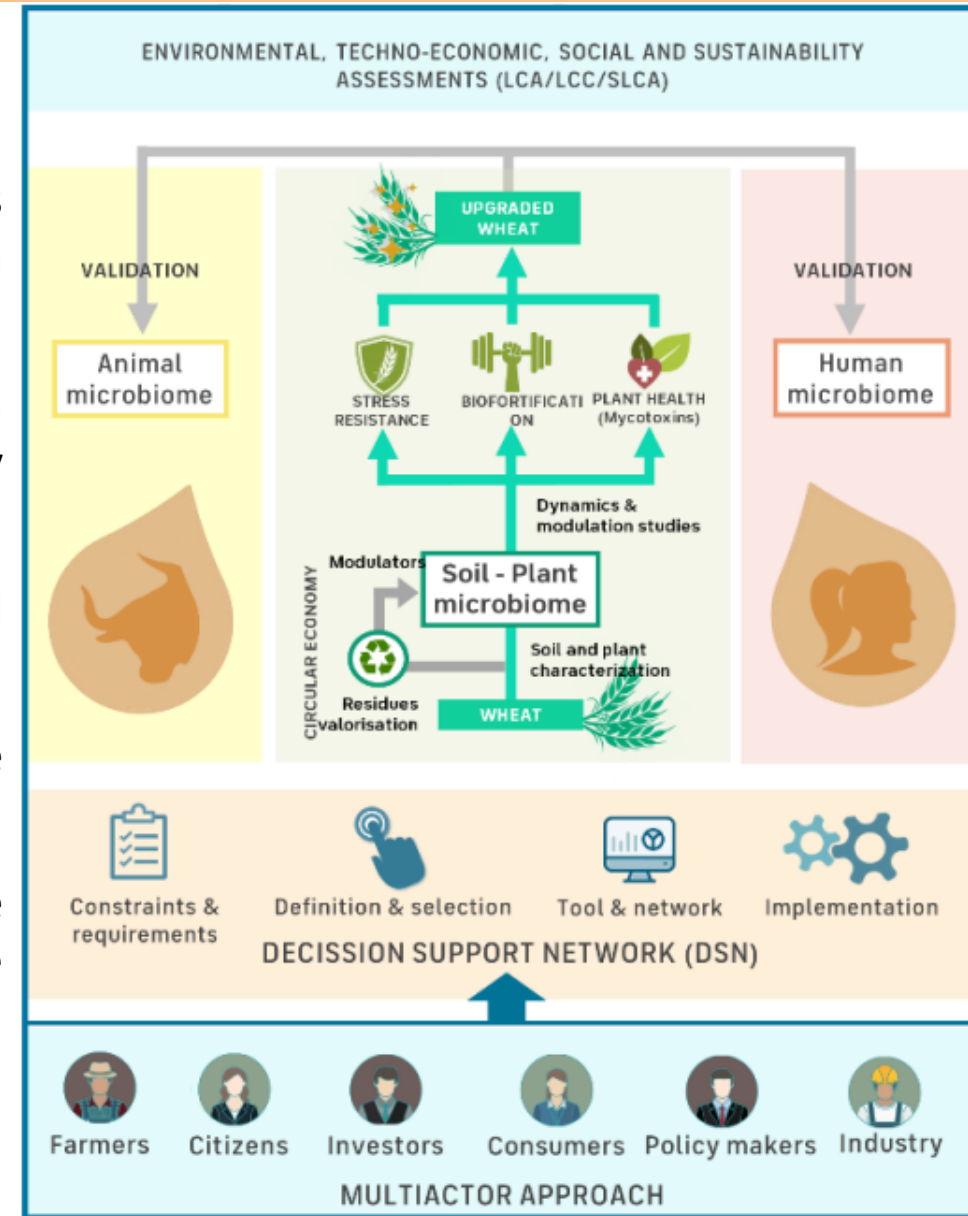 ENVIRONMENTAL, TECHNO-ECONOMIC, SOCIAL AND SUSTAINABILITY
ASSESSMENTS (LCA/LCC/SLCA)
UPGRADED
WHEAT
VALIDATION
VALIDATION
Animal
microbiome
Human
microbiome
STRESS
RESISTANCE
BIOFORTIFICATI
ON
PLANT HEALTH
(Mycotoxins)
Dynamics &
modulation studies
Modulators
Soil - Plant
microbiome
CIRCULAR ECONOMY
Soil and plant
characterization
Residues
valorisation
WHEAT
Constraints &
requirements
Definition & selection
Tool & network
Implementation
DECISSION SUPPORT NETWORK (DSN)
Farmers
Citizens
Investors
Consumers
Policy makers
Industry
MULTIACTOR APPROACH